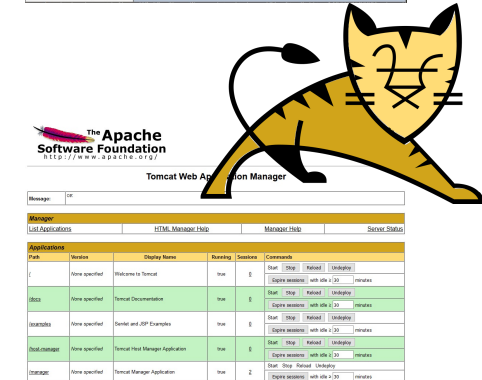 The Apache
Software Foundation
http://www.apache.org/
Tomcat Web Ap ion Manager
Message: OK
Manager
List Applications HTML Manager Help Manager Help Server Status
Applications
Path Version Display Name Running Sessions Commands
Start Stop Reload Undeploy
/ None specified Welcome to Tomcat true 0
Expire sessions with idle ≥ 30 minutes
Start Stop Reload Undeploy
/docs None specified Tomcat Documentation true 0
Expire sessions with idle ≥ 30 minutes
Start Stop Reload Undeploy
/examples None specified Servlet and JSP Examples true 0
Expire sessions with idle ≥ 30 minutes
Start Stop Reload Undeploy
/host-manager None specified Tomcat Host Manager Application true 0
Expire sessions with idle ≥ 30 minutes
Start Stop Reload Undeploy
/manager None specified Tomcat Manager Application true 2
Expire sessions with idle ≥ 30 minutes